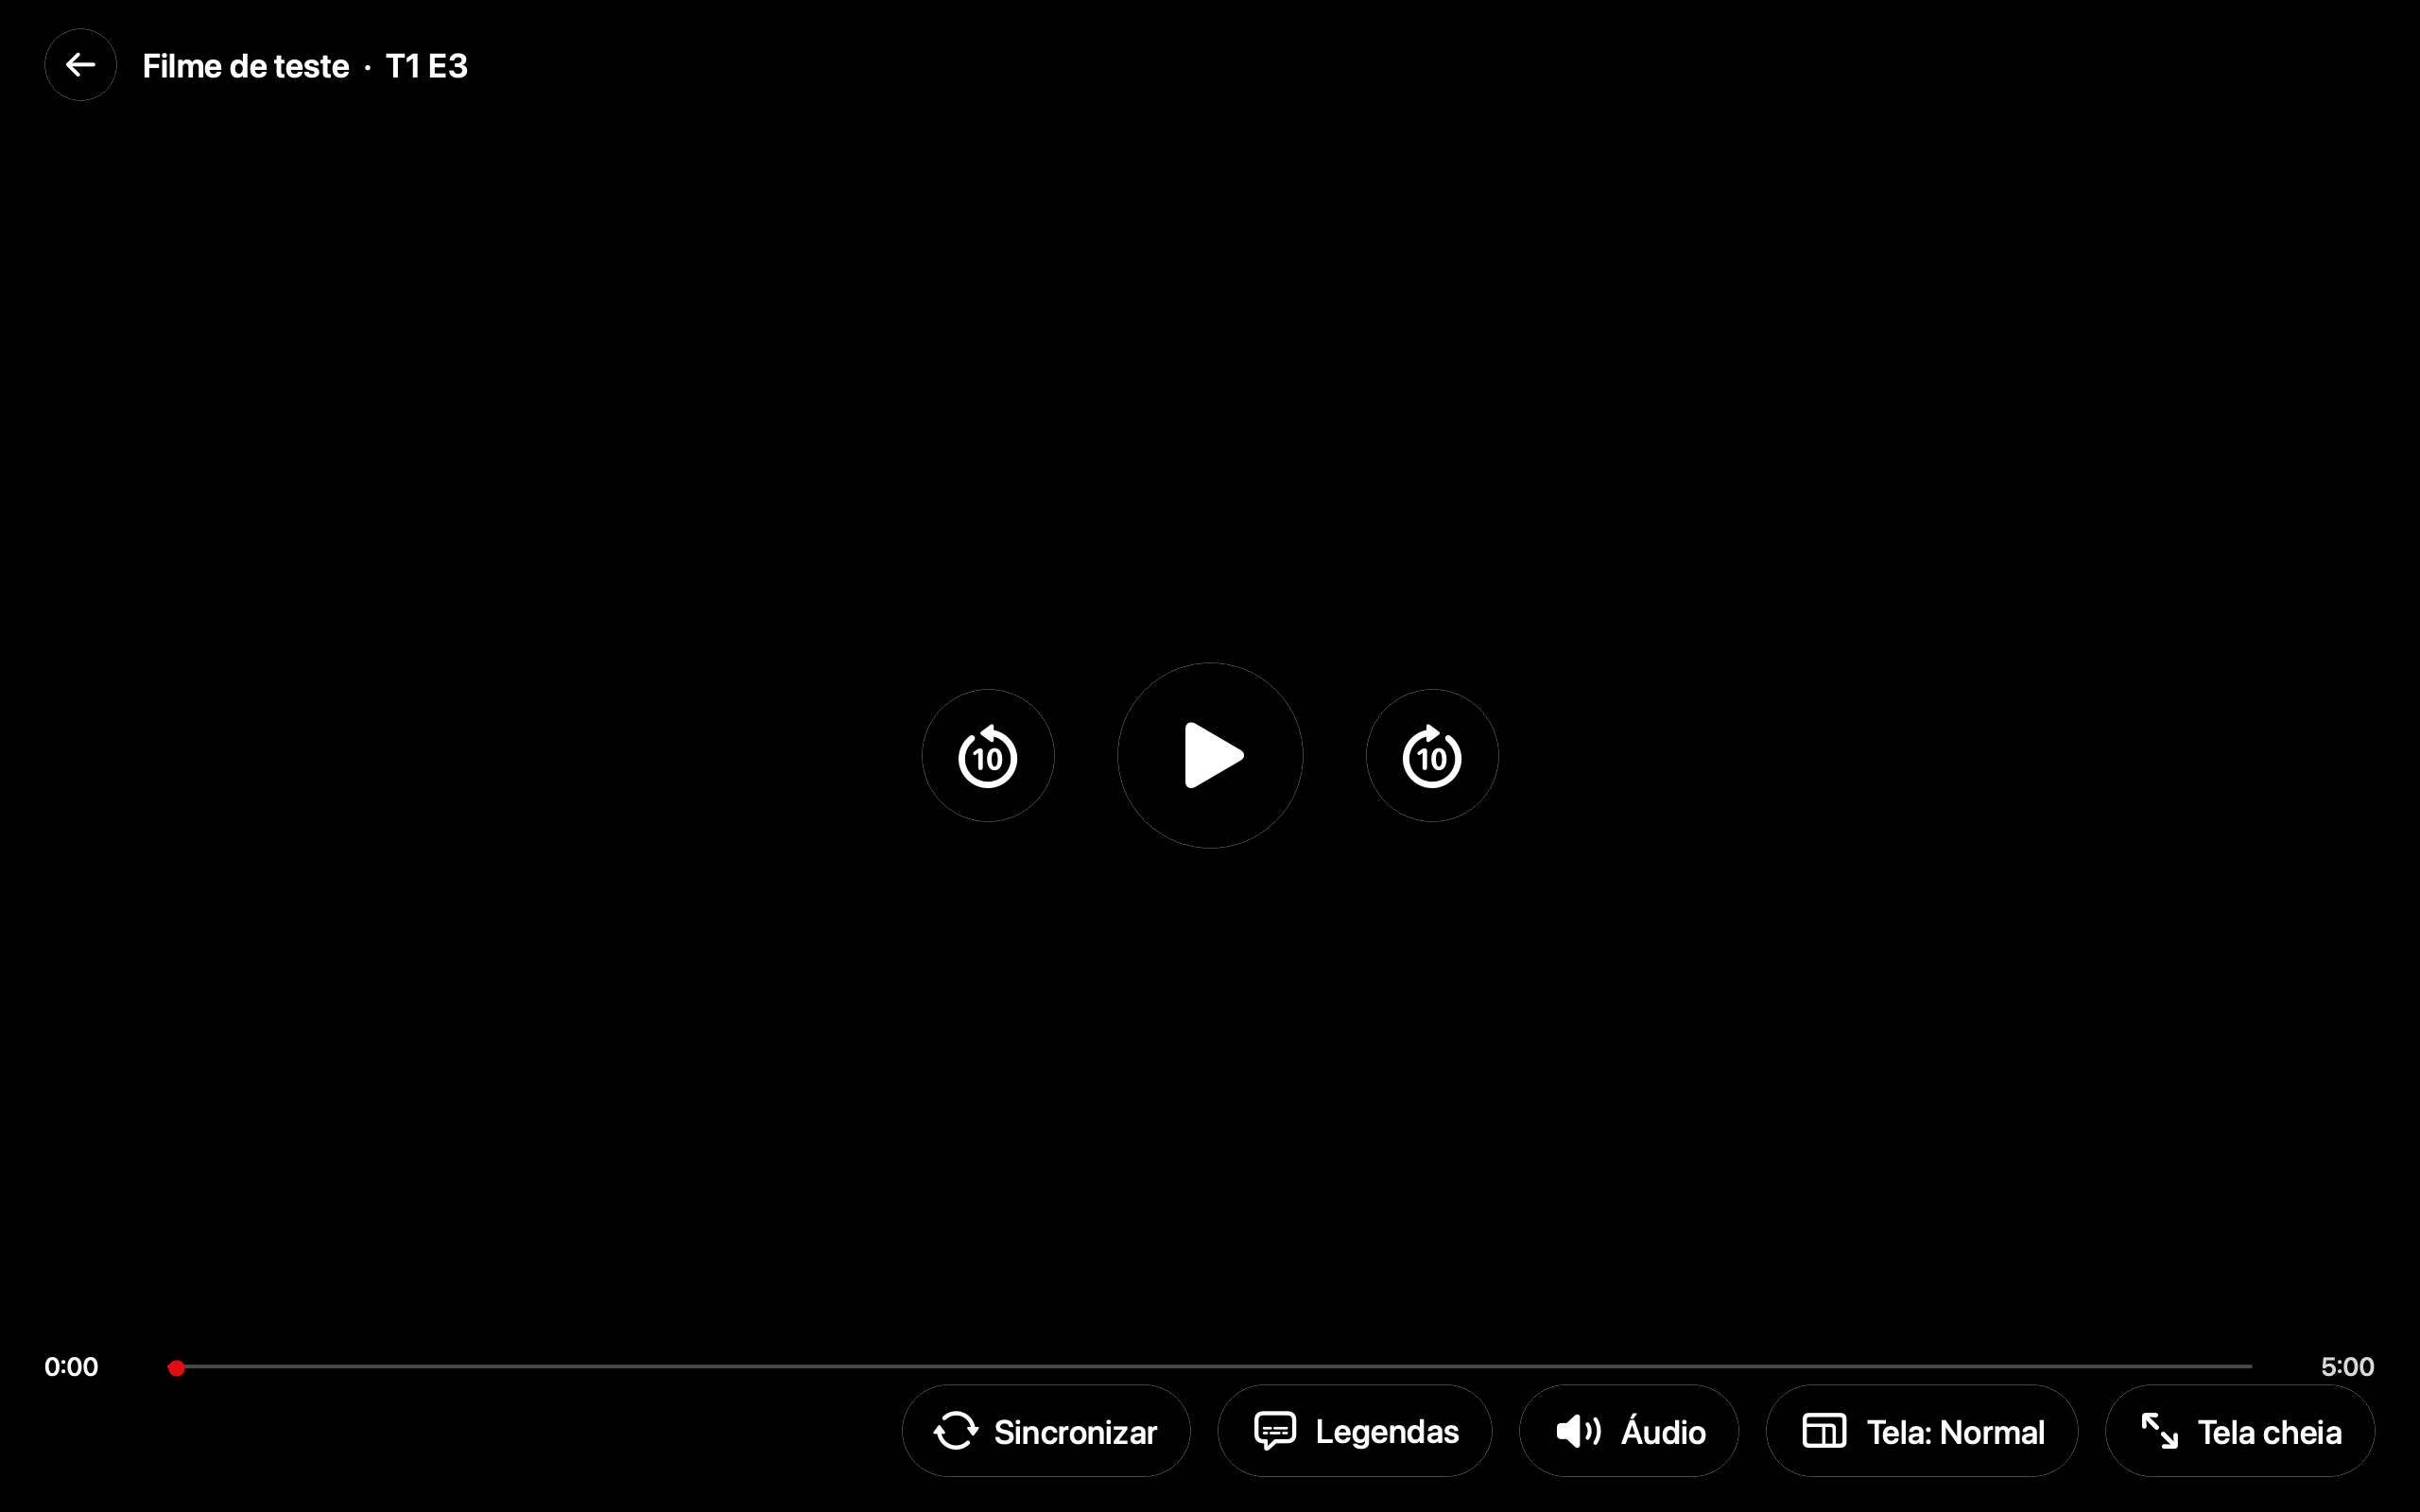 Filme de teste · T1 E3
10 10
0:00 5:00
Sincronizar Legendas Áudio Tela: Normal Tela cheia